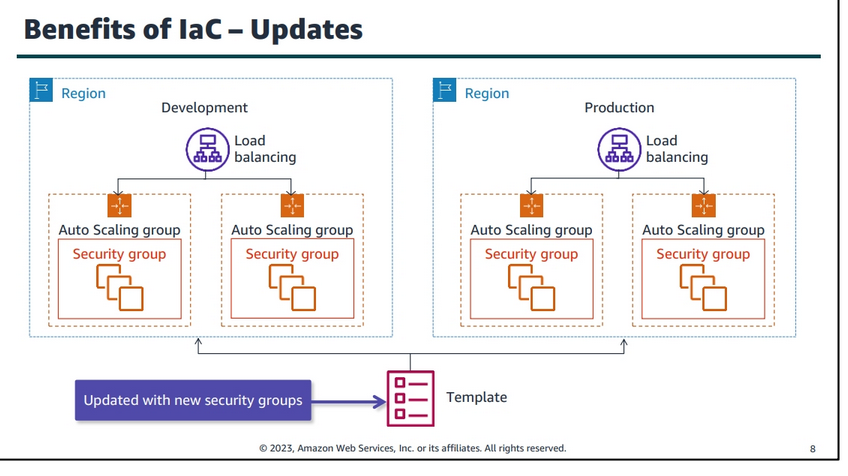 Benefits of IaC – Updates
Region
Development
Load
balancing
Auto Scaling group
Security group
Auto Scaling group
Security group
Region
Production
Load
balancing
Auto Scaling group
Security group
Auto Scaling group
Security group
Updated with new security groups
Template
© 2023, Amazon Web Services, Inc. or its affiliates. All rights reserved.
8